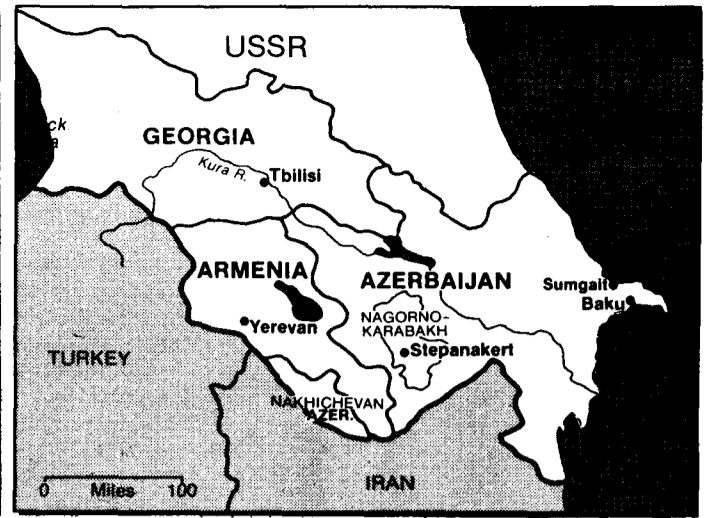 USSR
ck
a
GEORGIA
Kura R.
Tbilisi
ARMENIA
AZERBAIJAN
Sumgait
Baku
NAGORNO-
KARABAKH
Yerevan
Stepanakert
TURKEY
NAKHICHEVAN
AZER.
IRAN
0 Miles 100